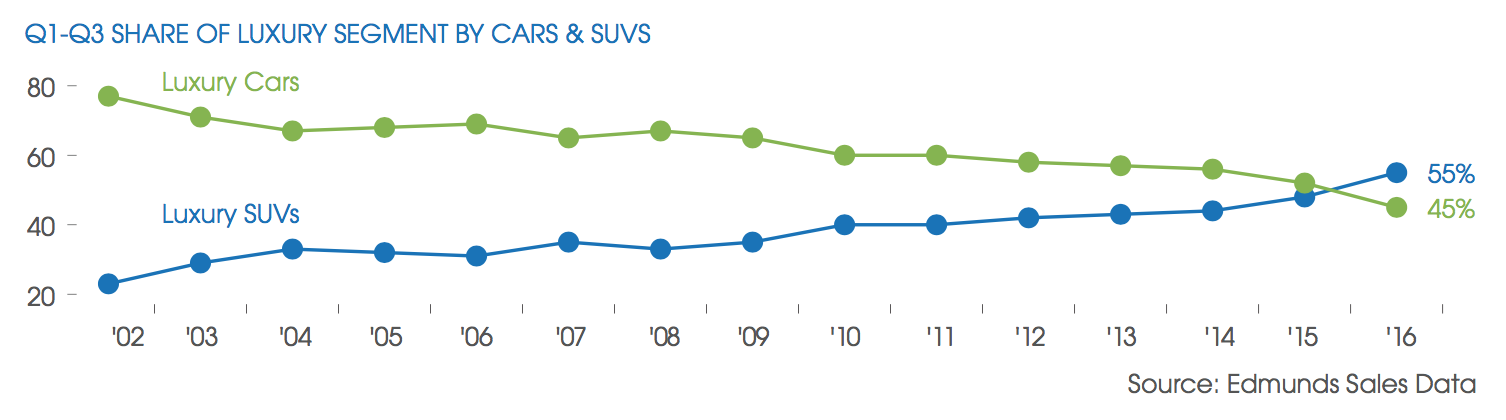 Q1-Q3 SHARE OF LUXURY SEGMENT BY CARS & SUVS
80
Luxury Cars
60
55%
Luxury SUVs
45%
40
20
'02 '03 '04 '05 '06 '07 '08 '09 '10 '11 '12 '13 '14 '15 '16
Source: Edmunds Sales Data